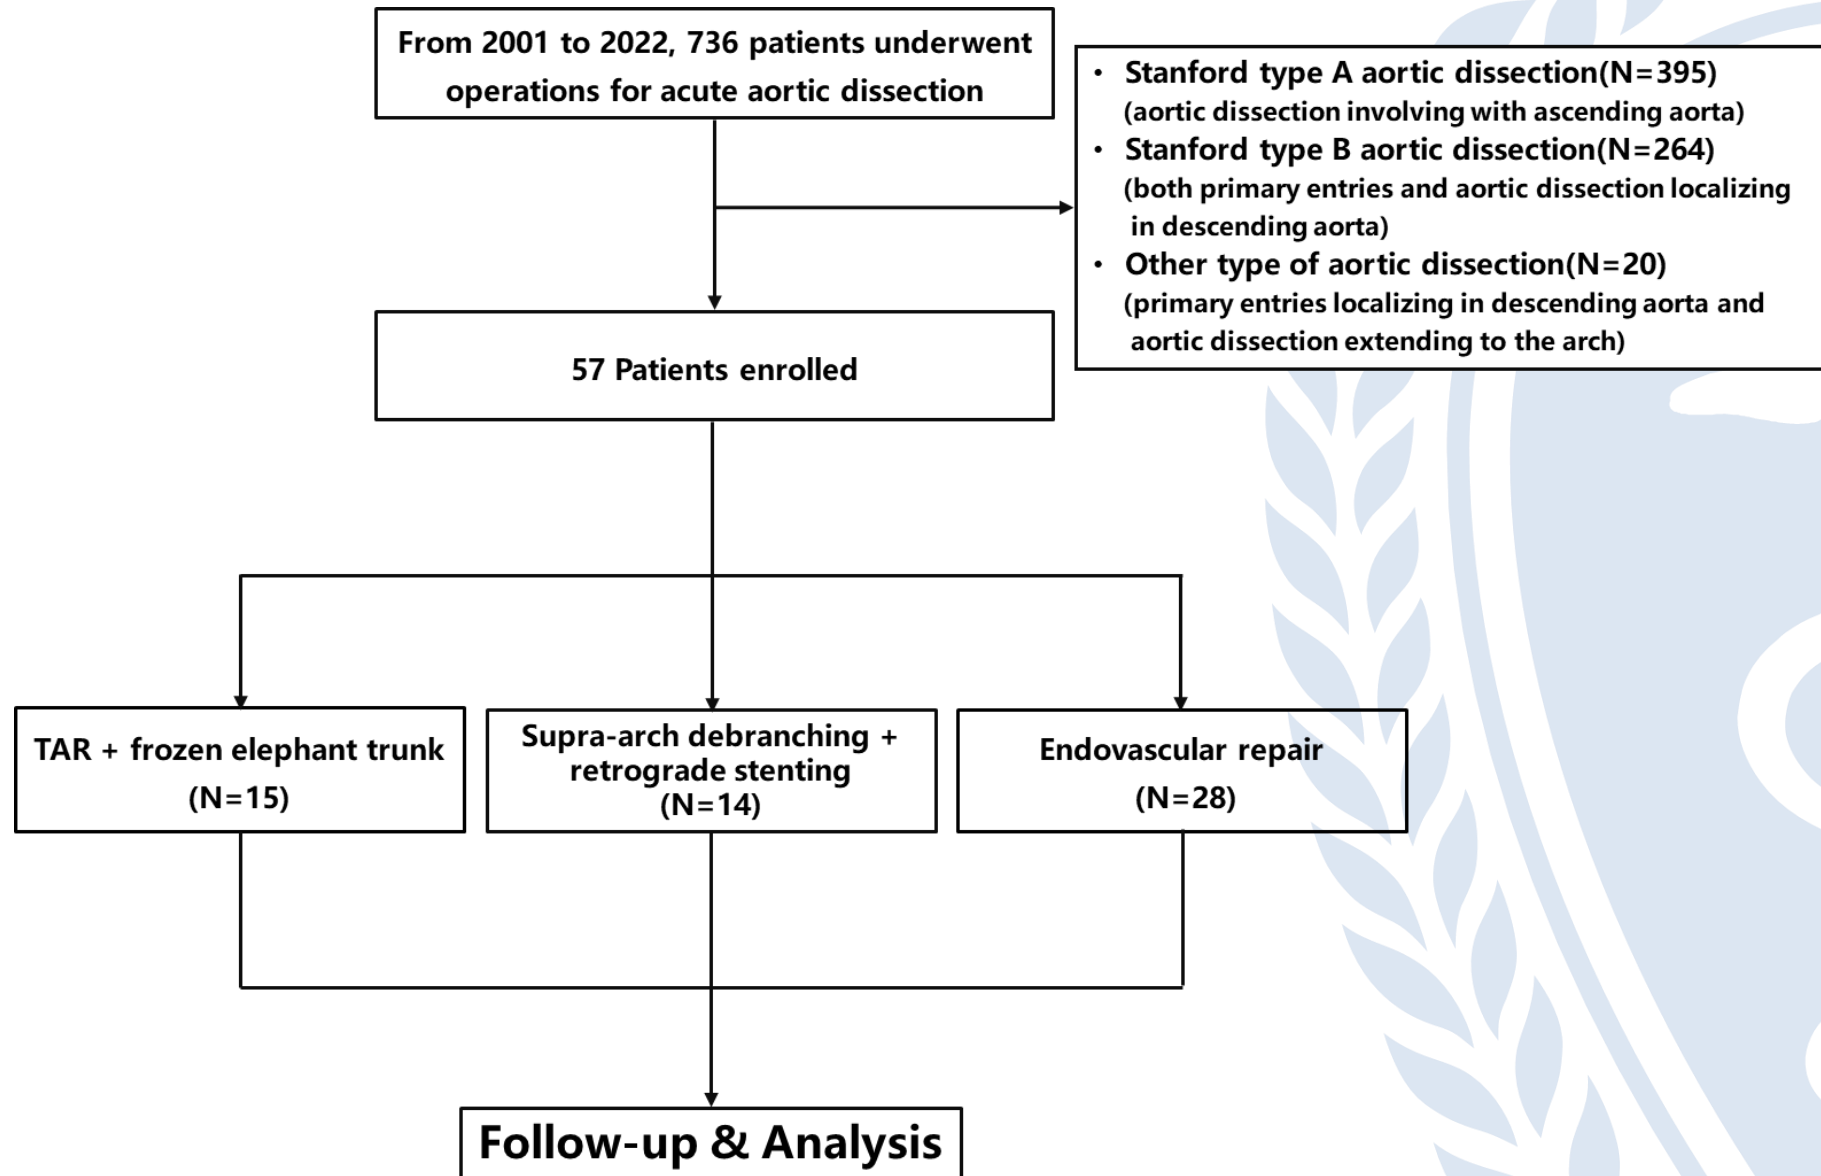 From 2001 to 2022, 736 patients underwent
operations for acute aortic dissection
• Stanford type A aortic dissection(N=395)
(aortic dissection involving with ascending aorta)
• Stanford type B aortic dissection(N=264)
(both primary entries and aortic dissection localizing
in descending aorta)
• Other type of aortic dissection(N=20)
(primary entries localizing in descending aorta and
aortic dissection extending to the arch)
57 Patients enrolled
TAR + frozen elephant trunk
(N=15)
Supra-arch debranching +
retrograde stenting
(N=14)
Endovascular repair
(N=28)
Follow-up & Analysis